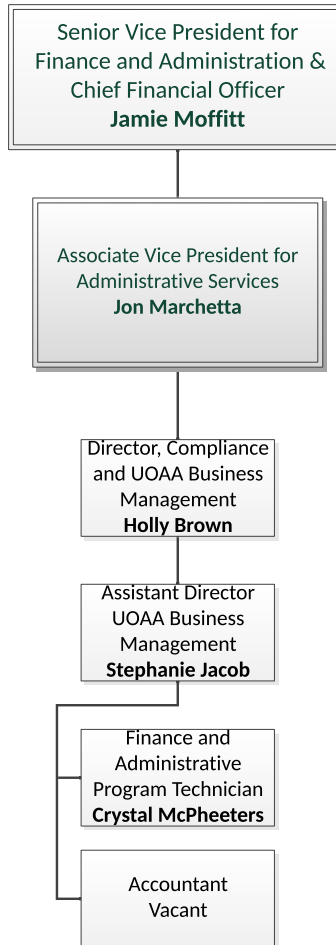 Senior Vice President for
Finance and Administration &
Chief Financial Officer
Jamie Moffitt
Associate Vice President for
Administrative Services
Jon Marchetta
Director, Compliance
and UOAA Business
Management
Holly Brown
Assistant Director
UOAA Business
Management
Stephanie Jacob
Finance and
Administrative
Program Technician
Crystal McPheeters
Accountant
Vacant